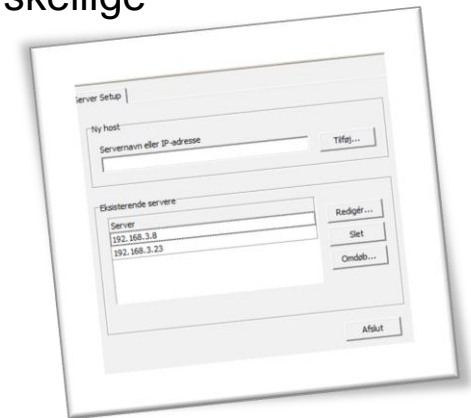 skellige
Server Setup
Ny host
Servernavn eller IP-adresse
Tilføj...
Eksisterende servere
Server
192.168.3.8
192.168.3.23
Redigér...
Slet
Omdøb...
Afslut